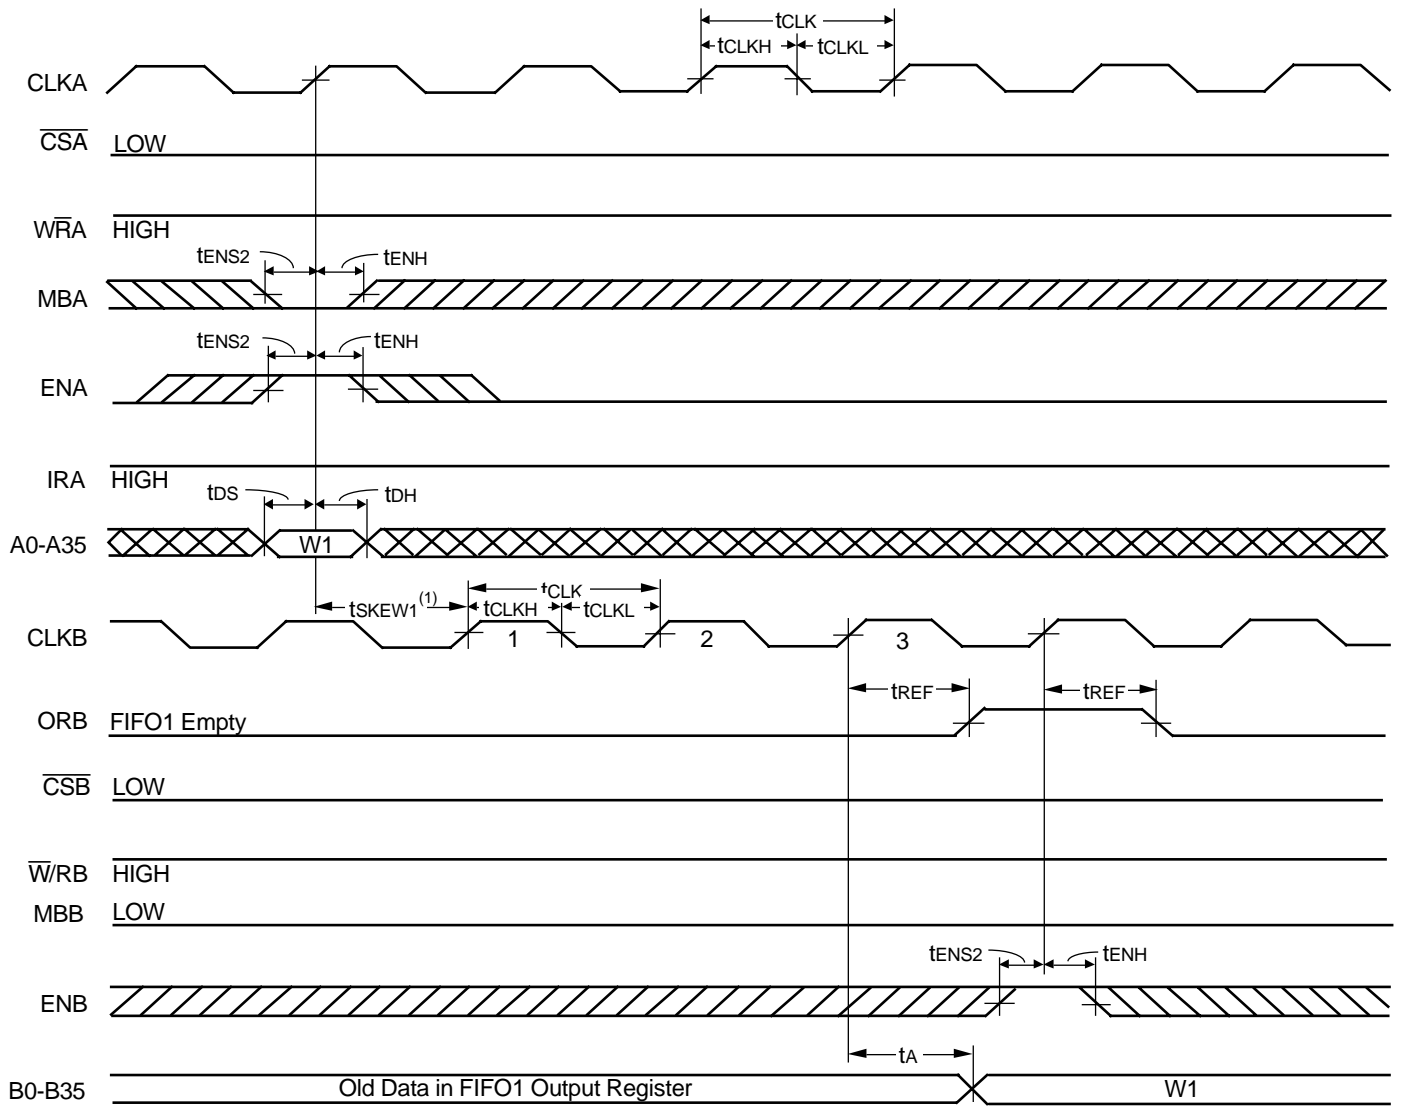 tCLK
tCLKH tCLKL
CLKA
CSA LOW
WRA HIGH
tENS2 tENH
MBA
tENS2 tENH
ENA
IRA HIGH
tDS tDH
A0-A35 W1
tCLK
tSKEW1(1) tCLKH tCLKL
CLKB 1 2 3
tREF tREF
ORB FIFO1 Empty
CSB LOW
W/RB HIGH
MBB LOW
tENS2 tENH
ENB
tA
B0-B35 Old Data in FIFO1 Output Register W1